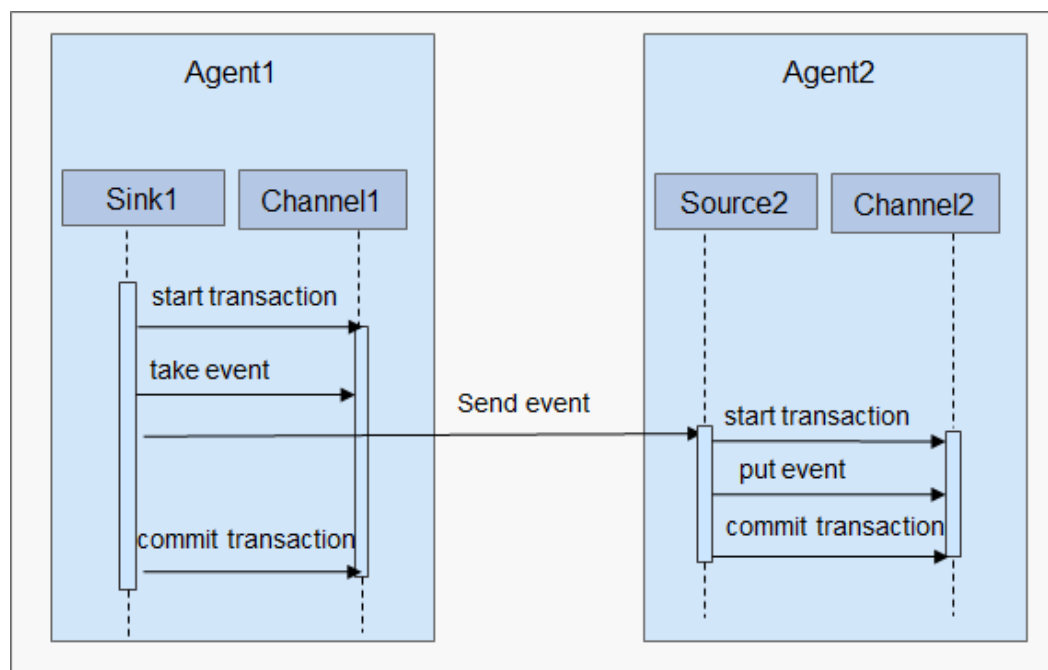 Agent1
Agent2
Sink1
Channel1
Source2
Channel2
start transaction
take event
Send event
start transaction
put event
commit transaction
commit transaction